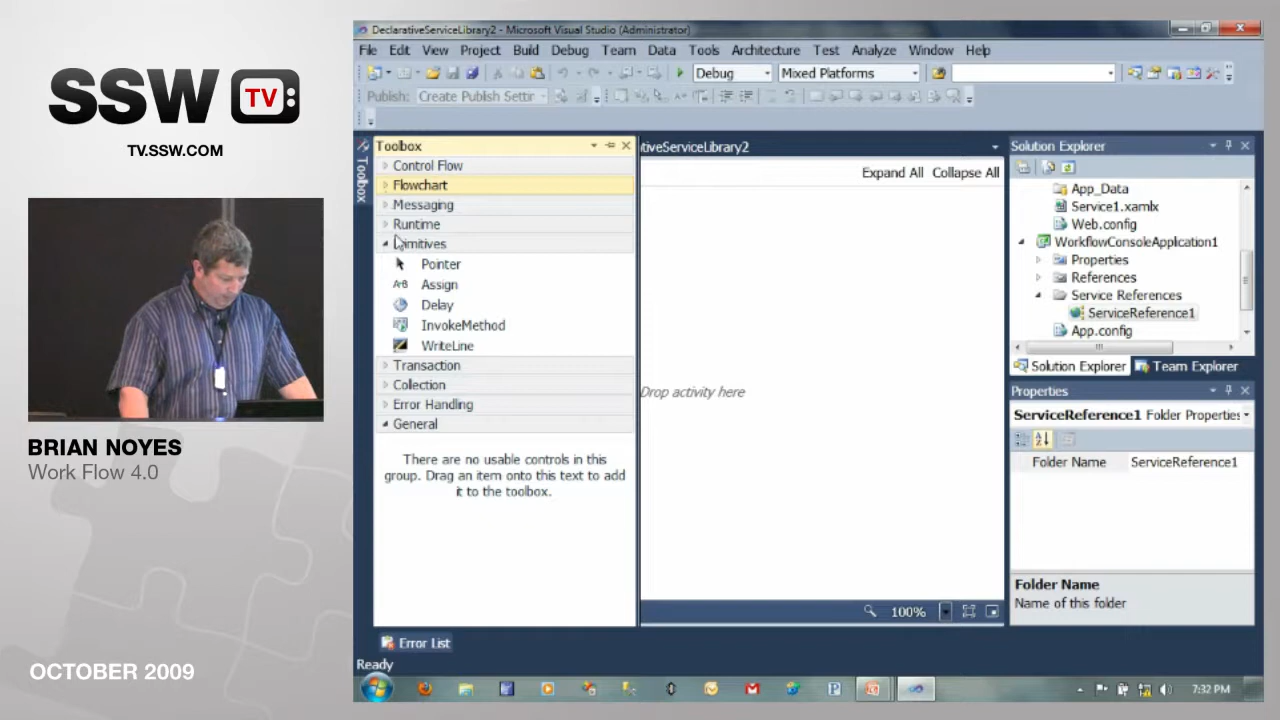 SSW TV:
TV.SSW.COM
BRIAN NOYES
Work Flow 4.0
OCTOBER 2009
DeclarativeServiceLibrary2 - Microsoft Visual Studio (Administrator)
File Edit View Project Build Debug Team Data Tools Architecture Test Analyze Window Help
Debug Mixed Platforms
Publish: Create Publish Settir
Toolbox
Toolbox
Control Flow
Flowchart
Messaging
Runtime
Primitives
Pointer
Assign
Delay
InvokeMethod
WriteLine
Transaction
Collection
Error Handling
General
There are no usable controls in this
group. Drag an item onto this text to add
it to the toolbox.
tiveServiceLibrary2
Expand All Collapse All
Drop activity here
100%
Solution Explorer
App_Data
Service1.xamlx
Web.config
WorkflowConsoleApplication1
Properties
References
Service References
ServiceReference1
App.config
Solution Explorer Team Explorer
Properties
ServiceReference1 Folder Properties
Folder Name ServiceReference1
Folder Name
Name of this folder
Error List
Ready
7:32 PM